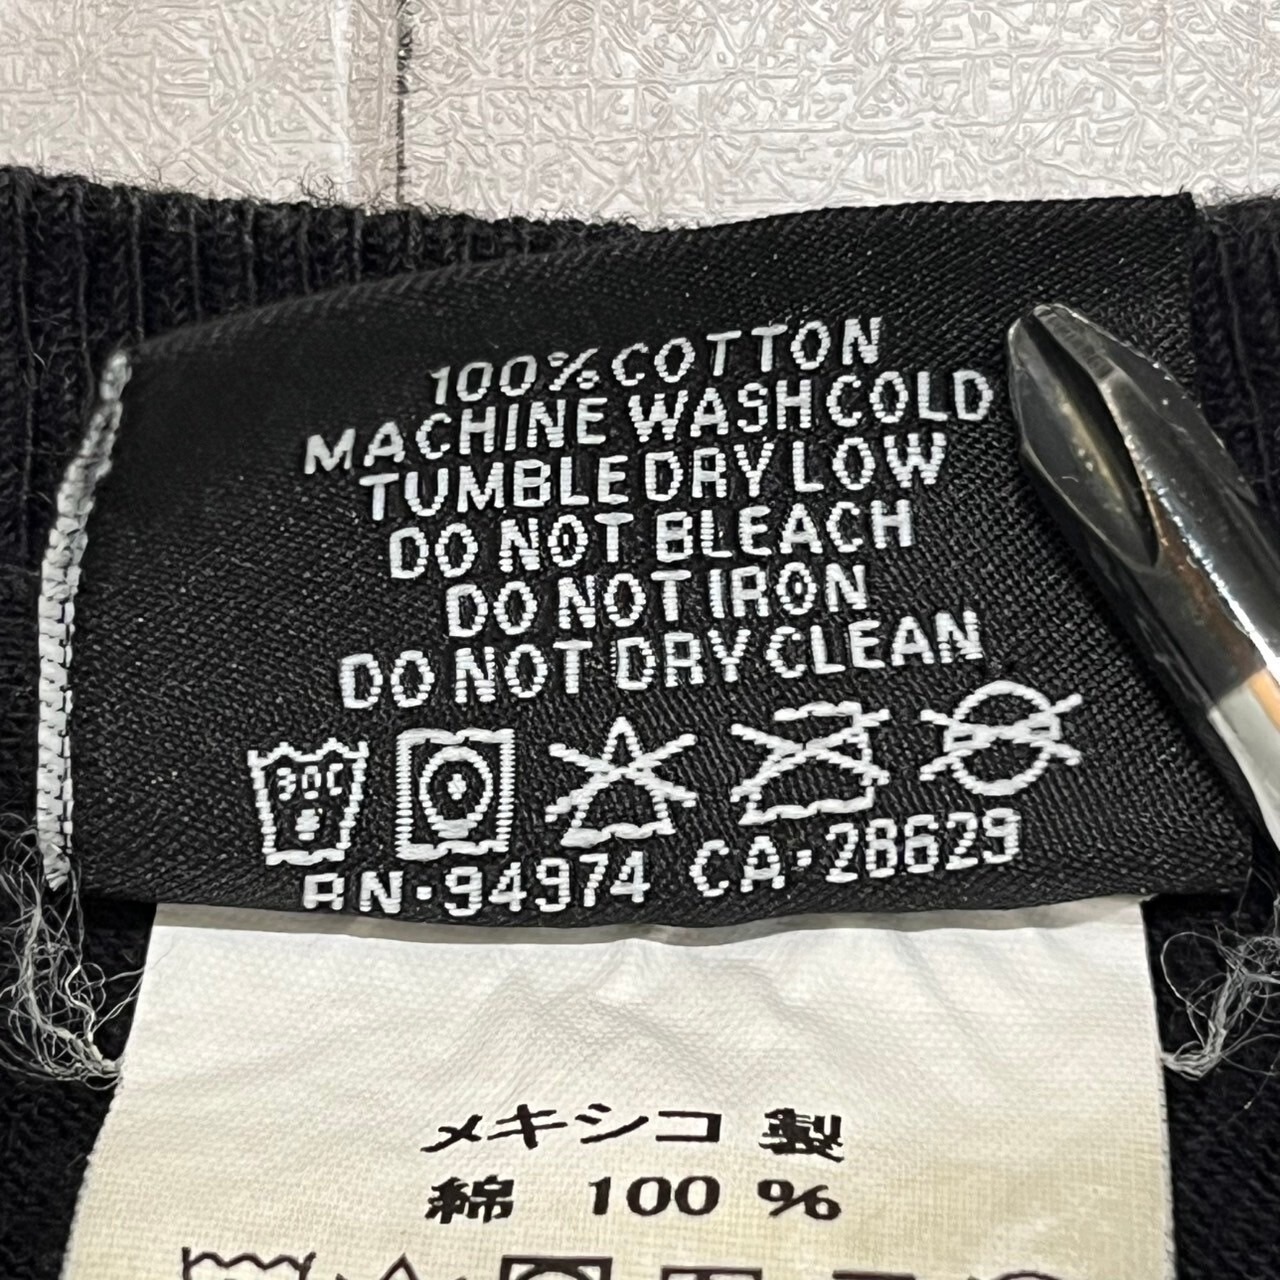 100% COTTON
MACHINE WASH COLD
TUMBLE DRY LOW
DO NOT BLEACH
DO NOT IRON
DO NOT DRY CLEAN
30C
RN·94974 CA·28629
メキシコ 製
綿 100 %